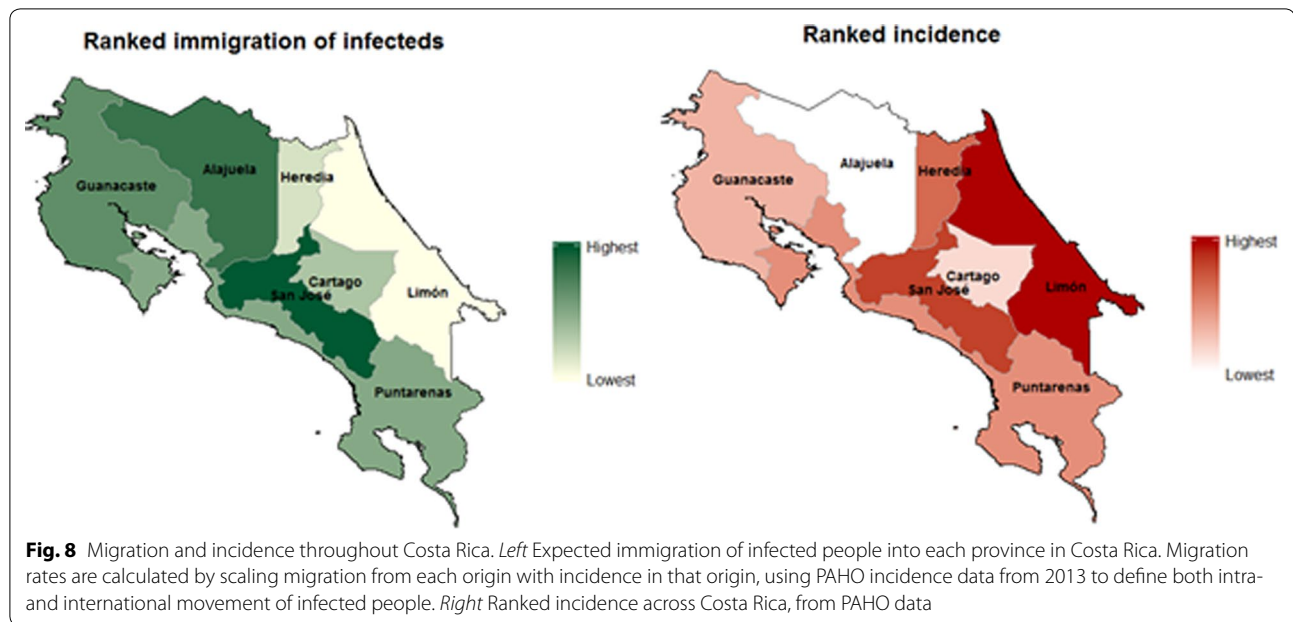 Ranked immigration of infecteds
Alajuela
Heredia
Guanacaste
Cartago
San José
Limón
Puntarenas
Highest
Lowest
Ranked incidence
Alajuela
Heredia
Guanacaste
Cartago
San José
Limón
Puntarenas
Highest
Lowest
Fig. 8 Migration and incidence throughout Costa Rica. Left Expected immigration of infected people into each province in Costa Rica. Migration
rates are calculated by scaling migration from each origin with incidence in that origin, using PAHO incidence data from 2013 to define both intra-
and international movement of infected people. Right Ranked incidence across Costa Rica, from PAHO data